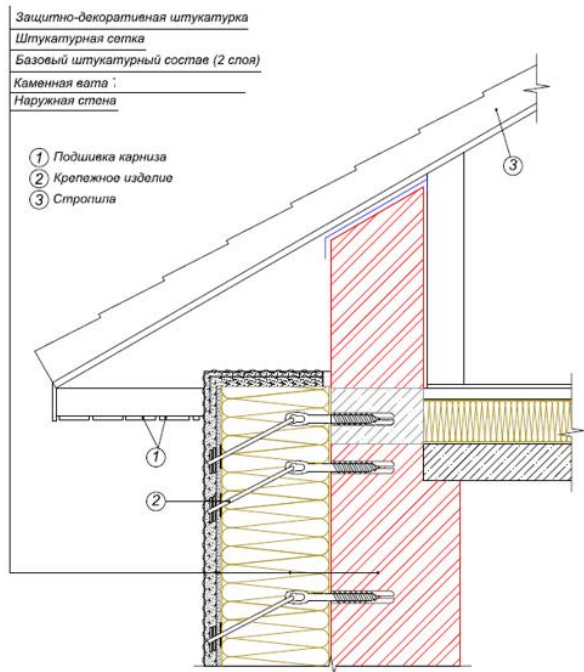 Защитно-декоративная штукатурка
Штукатурная сетка
Базовый штукатурный состав (2 слоя)
Каменная вата
Наружная стена
1 Подшивка карниза
2 Крепежное изделие
3 Стропила
3
1
2